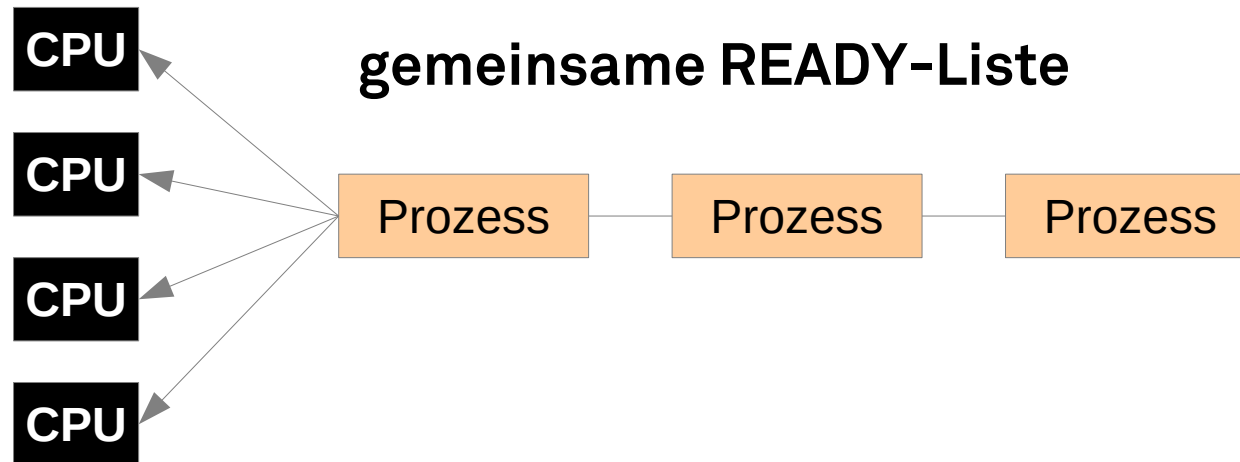 gemeinsame READY-Liste
CPU
CPU
CPU
CPU
Prozess Prozess Prozess